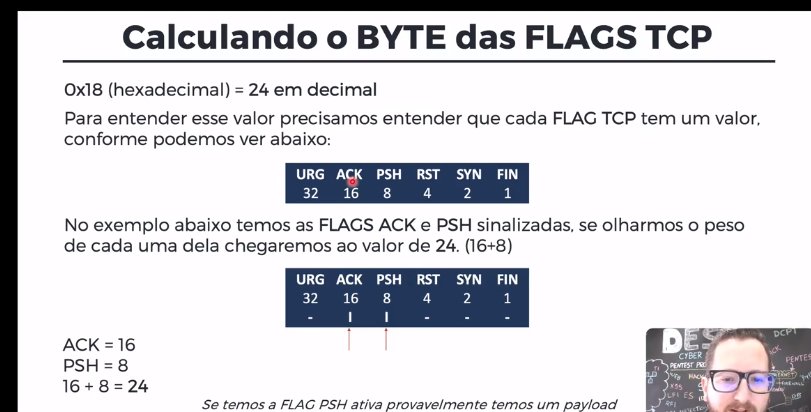 Calculando o BYTE das FLAGS TCP
0x18 (hexadecimal) = 24 em decimal
Para entender esse valor precisamos entender que cada FLAG TCP tem um valor,
conforme podemos ver abaixo:
URG ACK PSH RST SYN FIN
32 16 8 4 2 1
No exemplo abaixo temos as FLAGS ACK e PSH sinalizadas, se olharmos o peso
de cada uma dela chegaremos ao valor de 24. (16+8)
URG ACK PSH RST SYN FIN
32 16 8 4 2 1
- I I - - -
ACK = 16
PSH = 8
16 + 8 = 24
Se temos a FLAG PSH ativa provavelmente temos um payload
DES
DCPT
CYBER
PENTEST
XSS